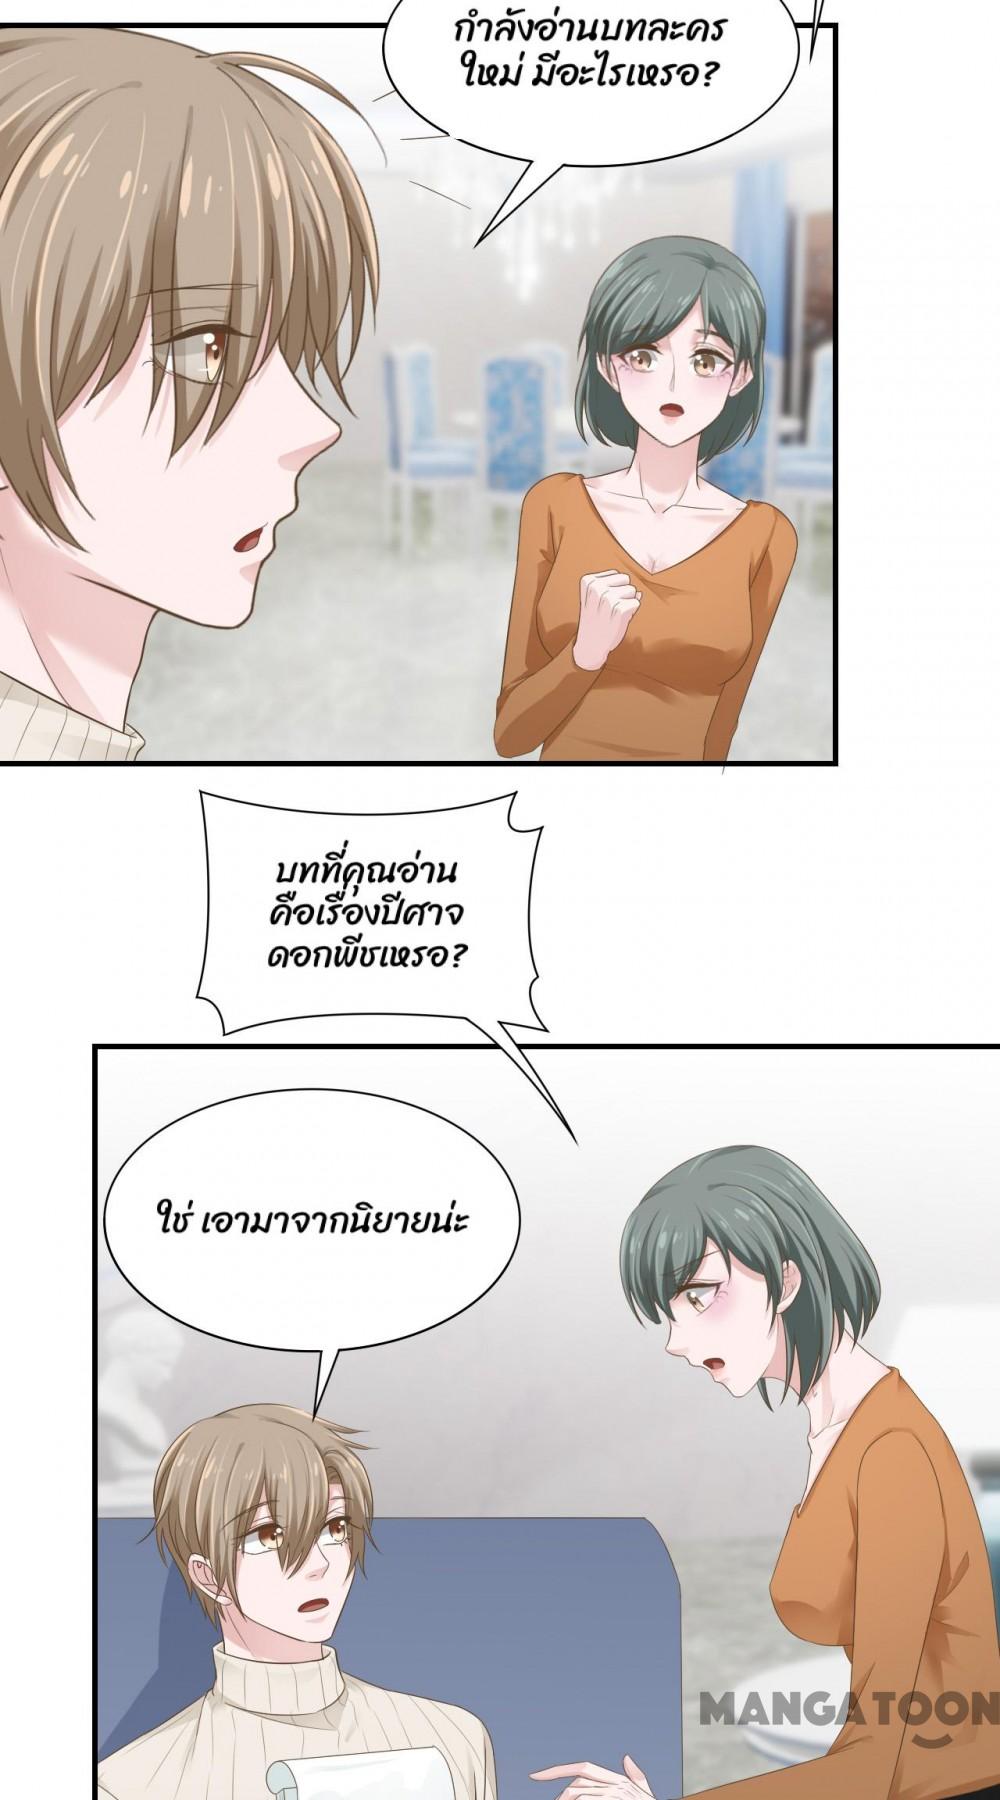 กำลังอ่านบทละคร
ใหม่ มีอะไรเหรอ?
บทที่คุณอ่าน
คือเรื่องปีศาจ
ดอกพีชเหรอ?
ใช่ เอามาจากนิยายน่ะ
MANGATOON